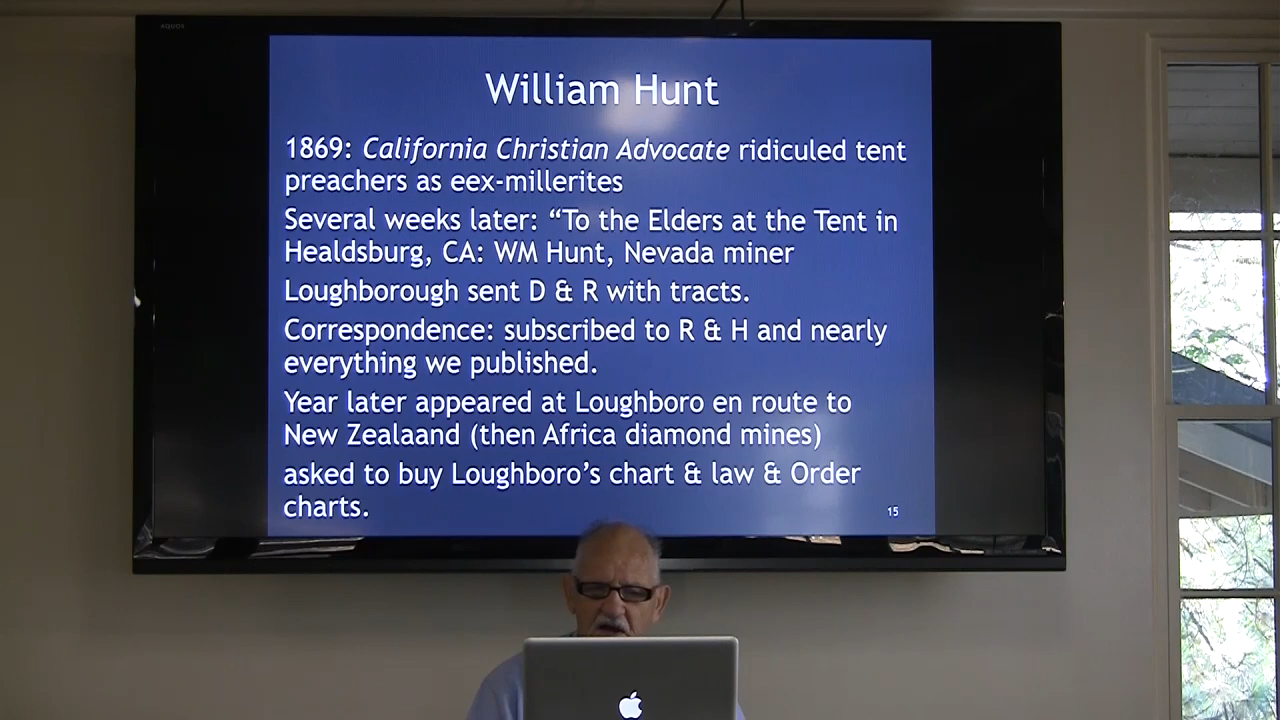 aquos
William Hunt
1869: California Christian Advocate ridiculed tent
preachers as eex-millerites
Several weeks later: “To the Elders at the Tent in
Healdsburg, CA: WM Hunt, Nevada miner
Loughborough sent D & R with tracts.
Correspondence: subscribed to R & H and nearly
everything we published.
Year later appeared at Loughboro en route to
New Zealaand (then Africa diamond mines)
asked to buy Loughboro’s chart & law & Order
charts.
15